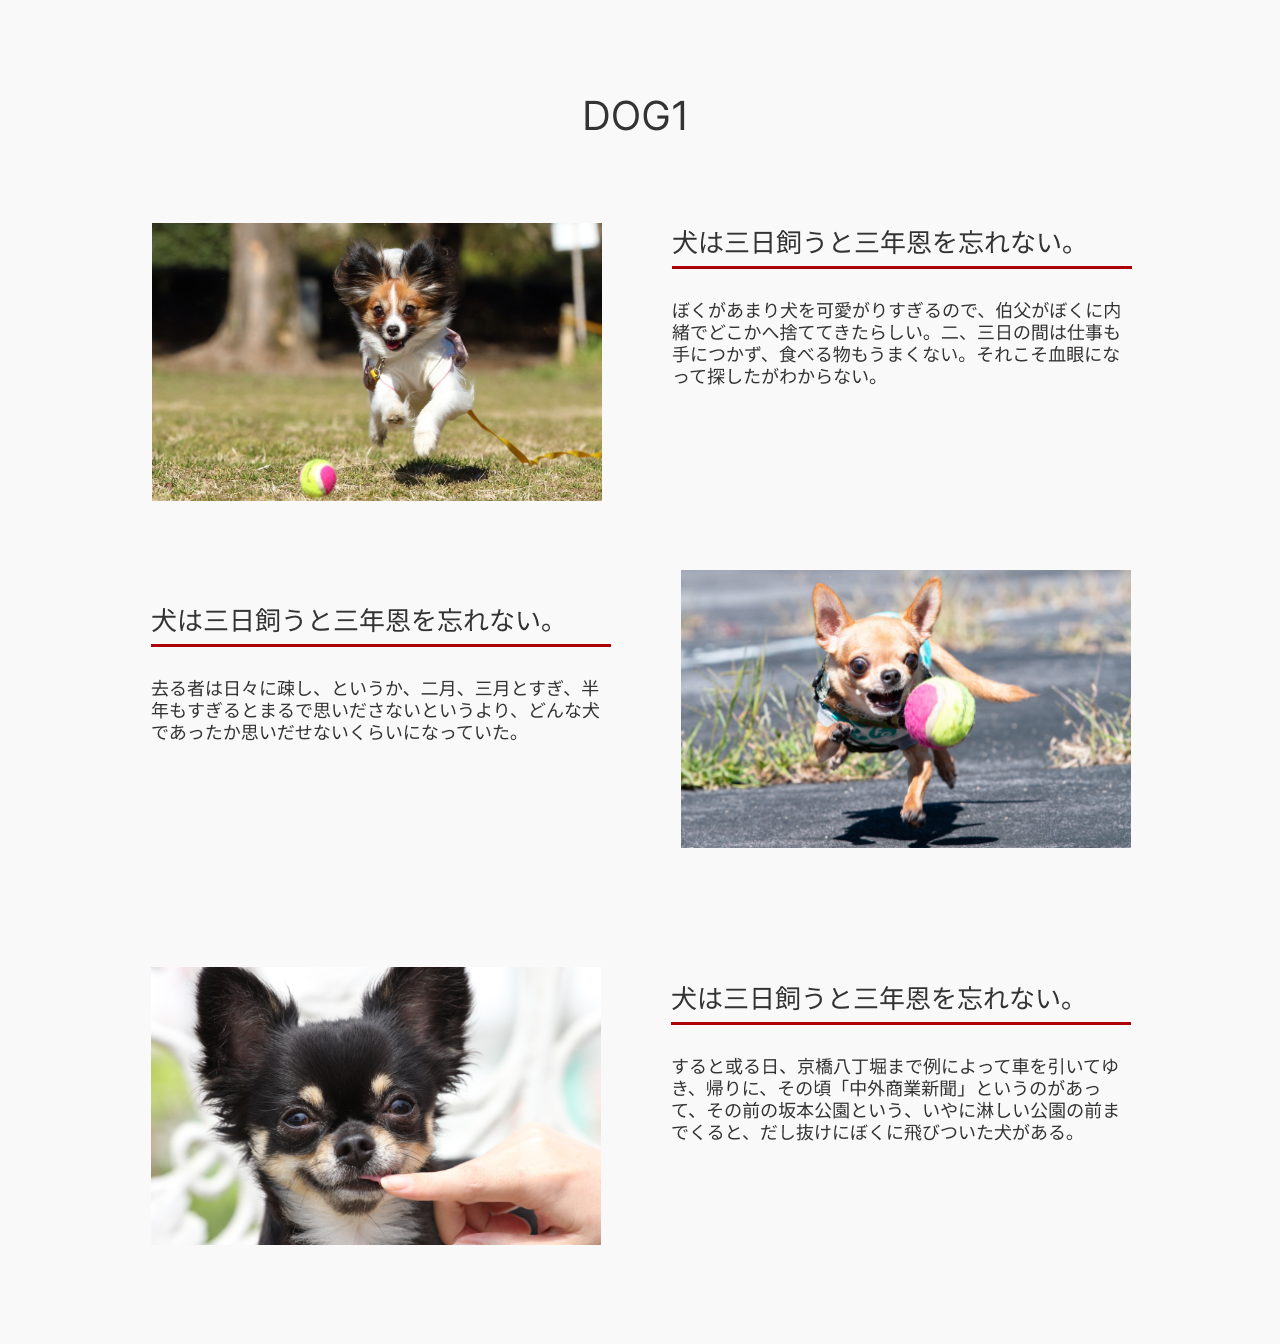 DOG1
犬は三日飼うと三年恩を忘れない。
ぼくがあまり犬を可愛がりすぎるので、伯父がぼくに内
緒でどこかへ捨ててきたらしい。二、三日の間は仕事も
手につかず、食べる物もうまくない。それこそ血眼にな
って探したがわからない。
犬は三日飼うと三年恩を忘れない。
去る者は日々に疎し、というか、二月、三月とすぎ、半
年もすぎるとまるで思いださないというより、どんな犬
であったか思いだせないくらいになっていた。
犬は三日飼うと三年恩を忘れない。
すると或る日、京橋八丁堀まで例によって車を引いてゆ
き、帰りに、その頃「中外商業新聞」というのがあっ
て、その前の坂本公園という、いやに淋しい公園の前ま
でくると、だし抜けにぼくに飛びついた犬がある。